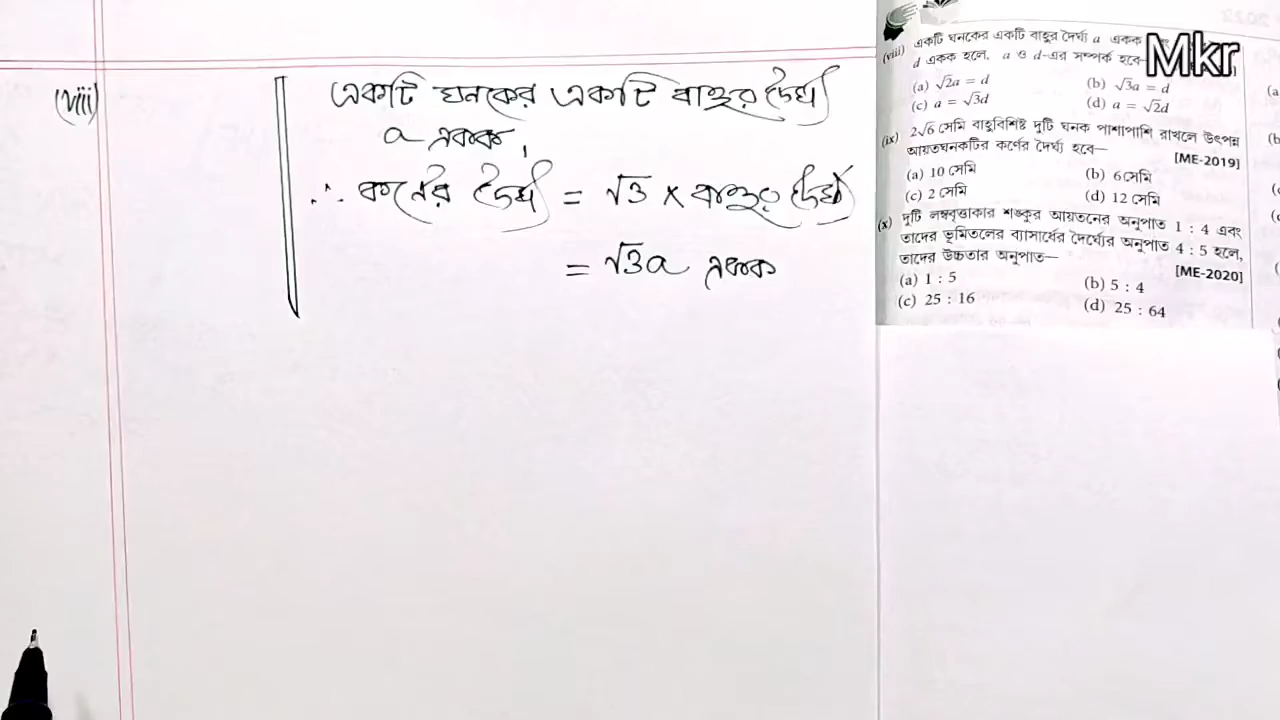 (viii)
একটি ঘনকের একটি বাহুর দৈর্ঘ্য
a একক,
∴ কর্নের দৈর্ঘ্য = √3 × বাহুর দৈর্ঘ্য
= √3a একক
Mkr
(viii) একটি ঘনকের একটি বাহুর দৈর্ঘ্য a একক
d একক হলে, a ও d-এর সম্পর্ক হবে—
(a) √2a = d (b) √3a = d
(c) a = √3d (d) a = √2d
(ix) 2√6 সেমি বাহুবিশিষ্ট দুটি ঘনক পাশাপাশি রাখলে উৎপন্ন
আয়তঘনকটির কর্ণের দৈর্ঘ্য হবে—
[ME-2019]
(a) 10 সেমি (b) 6 সেমি
(c) 2 সেমি (d) 12 সেমি
(x) দুটি লম্ববৃত্তাকার শঙ্কুর আয়তনের অনুপাত 1 : 4 এবং
তাদের ভূমিতলের ব্যাসার্ধের দৈর্ঘ্যের অনুপাত 4 : 5 হলে,
তাদের উচ্চতার অনুপাত—
[ME-2020]
(a) 1 : 5 (b) 5 : 4
(c) 25 : 16 (d) 25 : 64